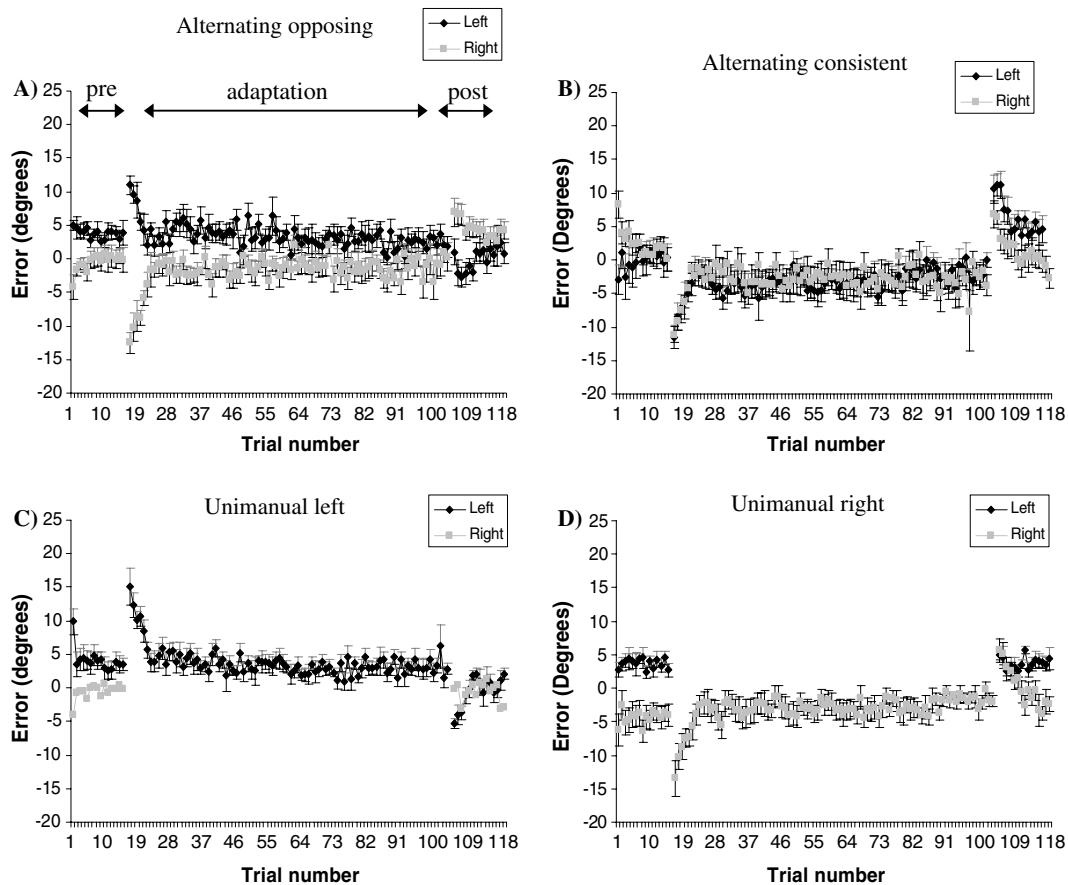 Alternating opposing
Left
Right
A)
pre
adaptation
post
25
20
15
10
5
0
-5
-10
-15
-20
Error (degrees)
1 10 19 28 37 46 55 64 73 82 91 100 109 118
Trial number
Alternating consistent
Left
Right
B)
25
20
15
10
5
0
-5
-10
-15
-20
Error (Degrees)
1 10 19 28 37 46 55 64 73 82 91 100 109 118
Trial number
Unimanual left
Left
Right
C)
25
20
15
10
5
0
-5
-10
-15
-20
Error (degrees)
1 10 19 28 37 46 55 64 73 82 91 100 109 118
Trial number
Unimanual right
Left
Right
D)
25
20
15
10
5
0
-5
-10
-15
-20
Error (Degrees)
1 10 19 28 37 46 55 64 73 82 91 100 109 118
Trial number